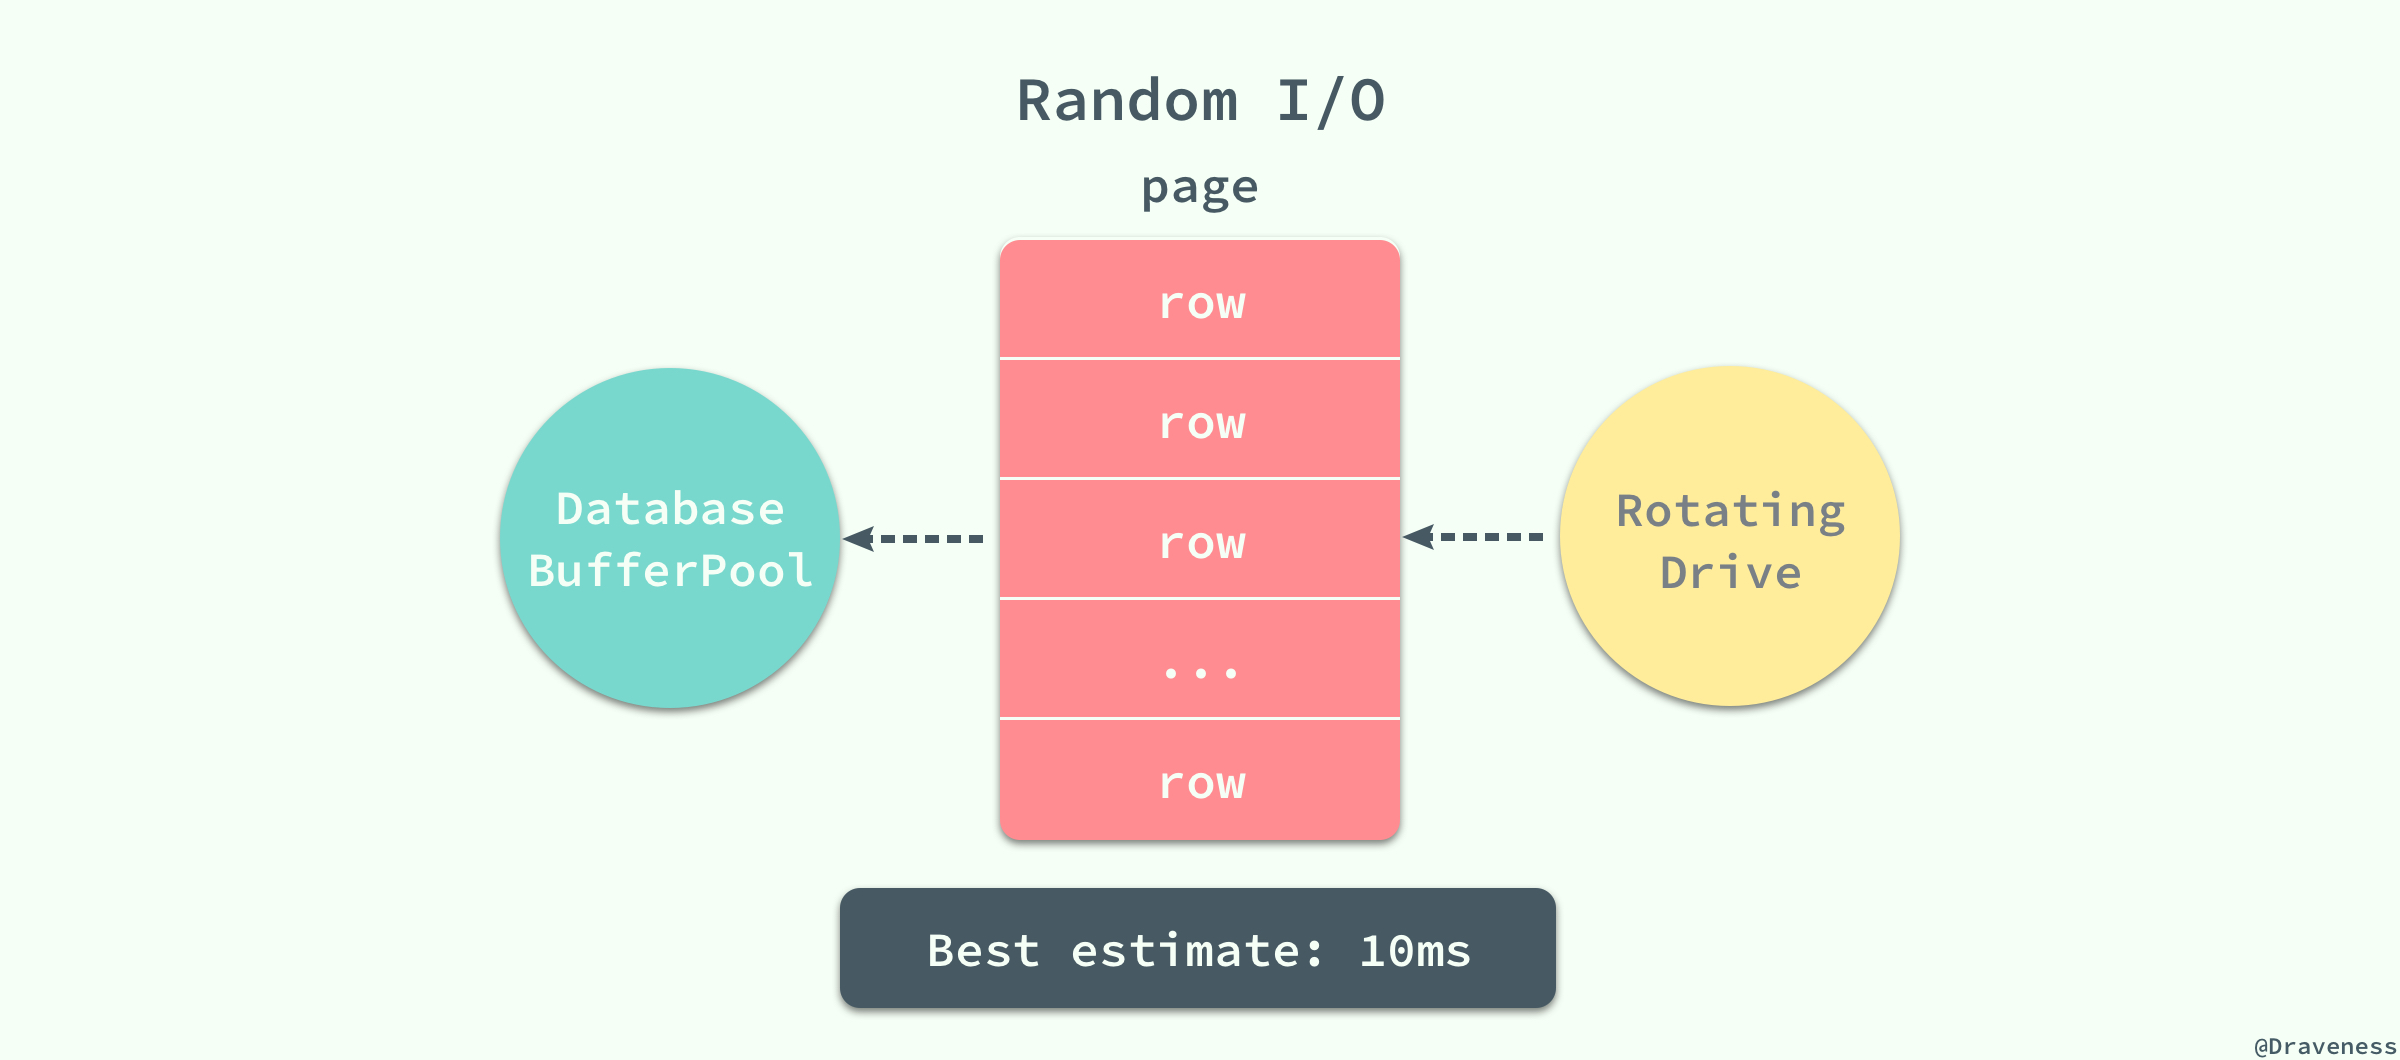 Random I/O
page
row
row
row
...
row
Database
BufferPool
Rotating
Drive
Best estimate: 10ms
@Draveness